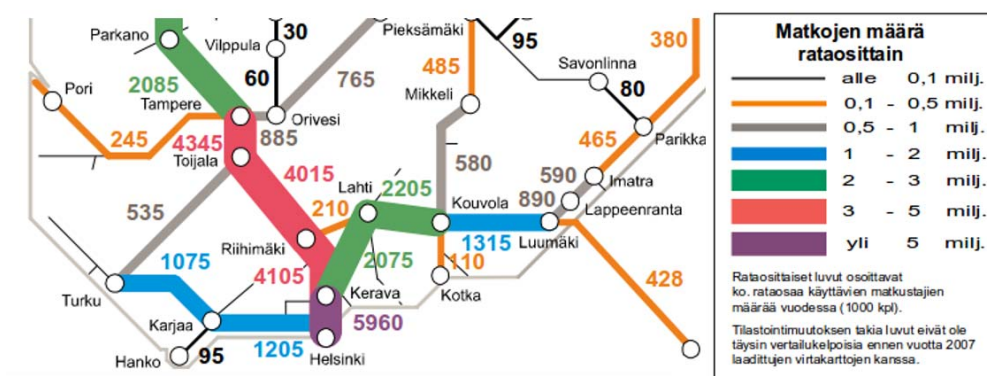 Parkano
Vilppula
30
Pieksämäki
95
380
2085
60
765
485
Savonlinna
Pori
Tampere
Mikkeli
80
245
4345
885
Orivesi
465
Parikka
Toijala
4015
580
Lahti
2205
590
Imatra
535
210
Kouvola
890
Lappeenranta
Riihimäki
1315
Luumäki
1075
4105
2075
110
428
Turku
Kerava
Kotka
Karjaa
5960
Hanko
95
1205
Helsinki
Matkojen määrä
rataosittain
alle 0,1 milj.
0,1 - 0,5 milj.
0,5 - 1 milj.
1 - 2 milj.
2 - 3 milj.
3 - 5 milj.
yli 5 milj.
Rataosittaiset luvut osoittavat
ko. rataosaa käyttävien matkustajien
määrää vuodessa (1000 kpl).
Tilastointimuutoksen takia luvut eivät ole
täysin vertailukelpoisia ennen vuotta 2007
laadittujen virtakarttojen kanssa.